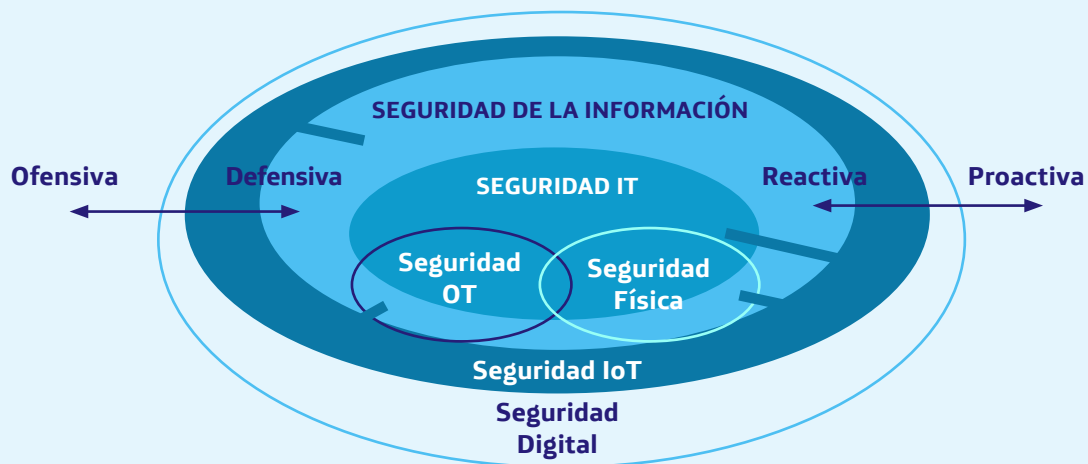 SEGURIDAD DE LA INFORMACIÓN
Ofensiva
Defensiva
SEGURIDAD IT
Reactiva
Proactiva
Seguridad
OT
Seguridad
Física
Seguridad IoT
Seguridad
Digital